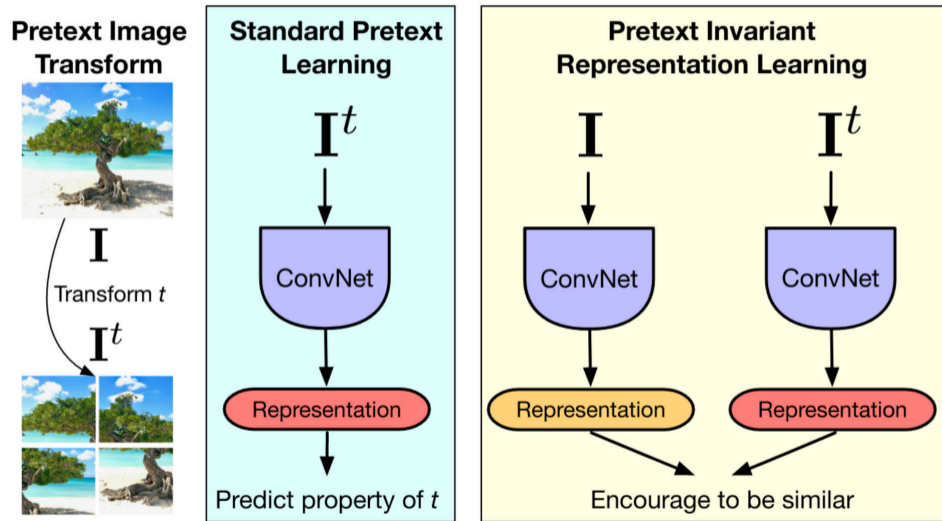 Pretext Image
Transform
I
Transform t
I^t
Standard Pretext
Learning
I^t
ConvNet
Representation
Predict property of t
Pretext Invariant
Representation Learning
I
I^t
ConvNet
ConvNet
Representation
Representation
Encourage to be similar